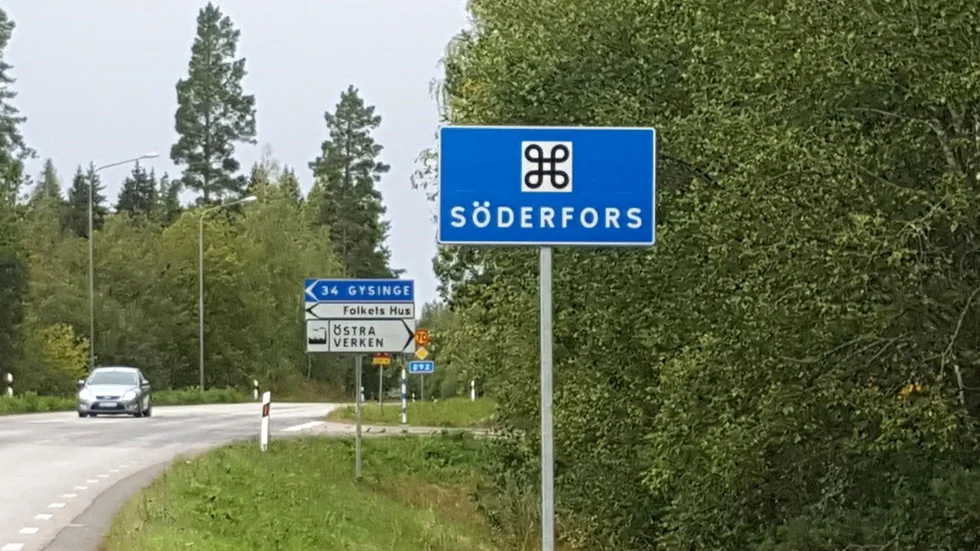 SÖDERFORS
34 GYSINGE
Folkets Hus
ÖSTRA
VERKEN
70
892